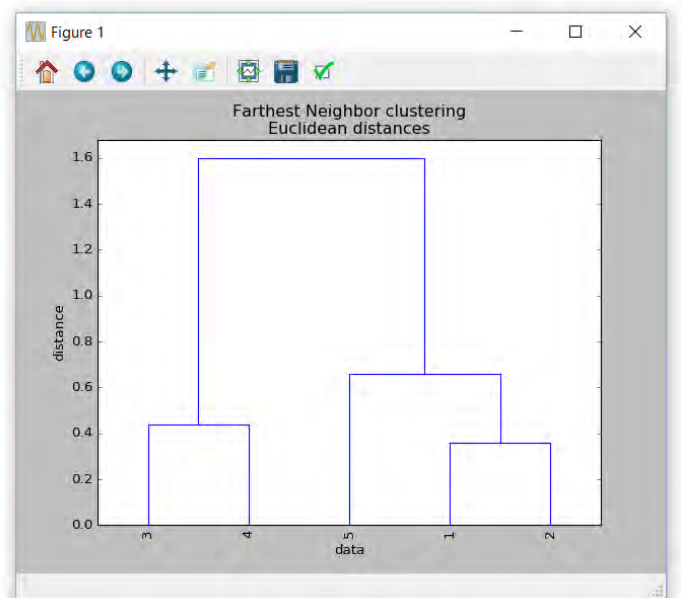 Figure 1
Farthest Neighbor clustering
Euclidean distances
1.6
1.4
1.2
1.0
0.8
0.6
0.4
0.2
0.0
distance
3 4 5 1 2
data